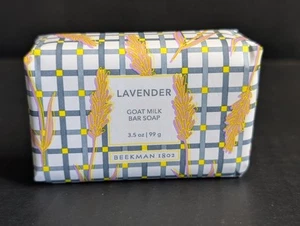 LAVENDER
GOAT MILK
BAR SOAP
3.5 oz | 99 g
BEEKMAN 1802